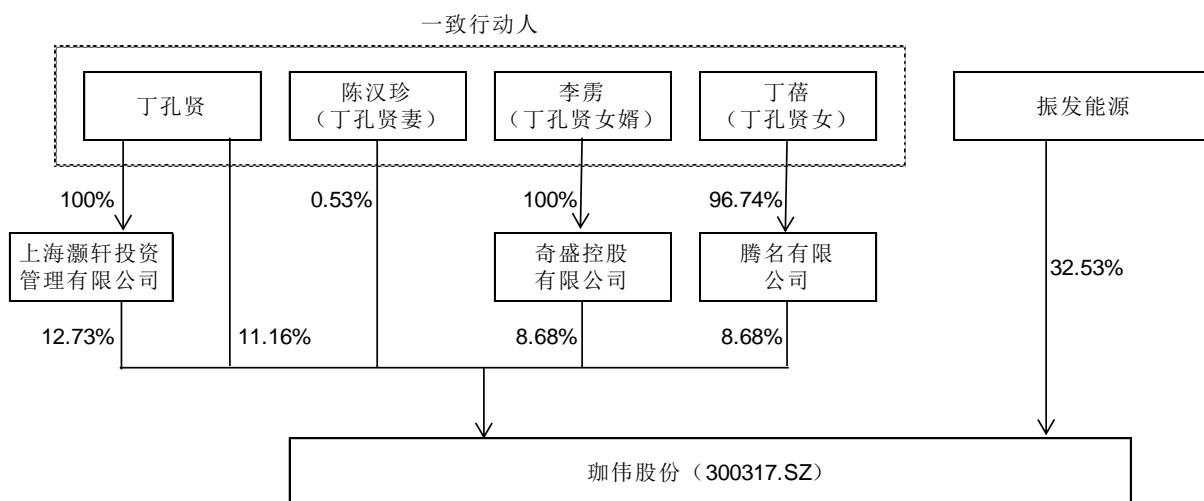 一致行动人
丁孔贤
陈汉珍
（丁孔贤妻）
李雳
（丁孔贤女婿）
丁蓓
（丁孔贤女）
振发能源
100%
0.53%
100%
96.74%
上海灏轩投资
管理有限公司
奇盛控股
有限公司
腾名有限
公司
32.53%
12.73%
11.16%
8.68%
8.68%
珈伟股份（300317.SZ）